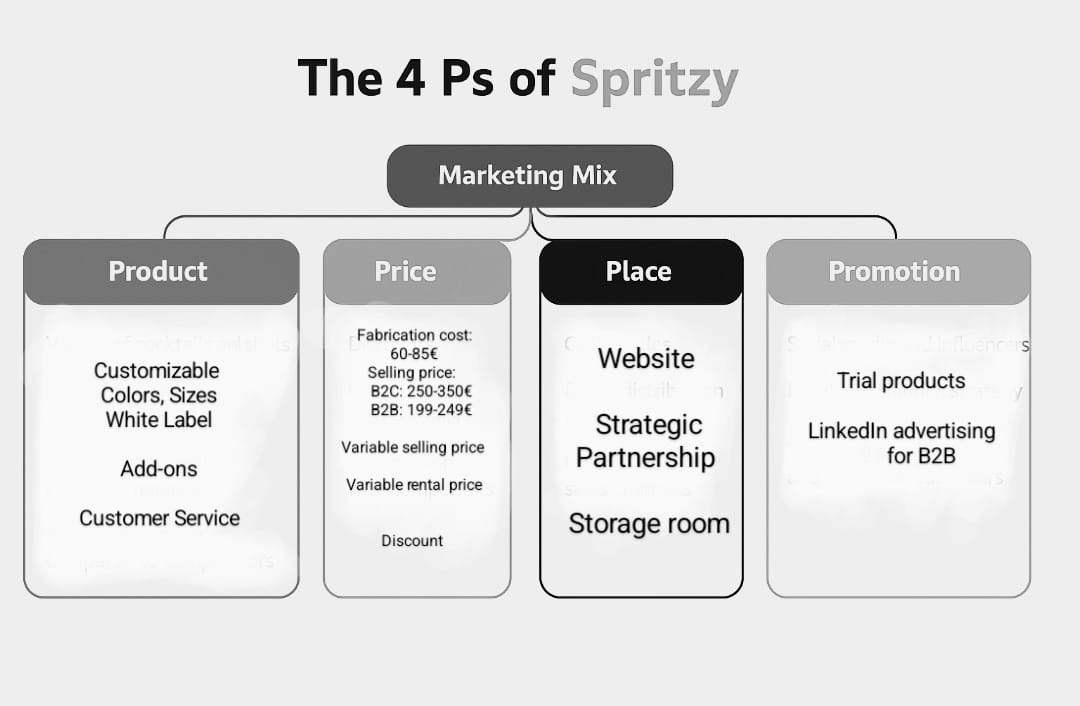 The 4 Ps of Spritzy
Marketing Mix
Product
Customizable
Colors, Sizes
White Label
Add-ons
Customer Service
Price
Fabrication cost:
60-85€
Selling price:
B2C: 250-350€
B2B: 199-249€
Variable selling price
Variable rental price
Discount
Place
Website
Strategic
Partnership
Storage room
Promotion
Trial products
LinkedIn advertising
for B2B